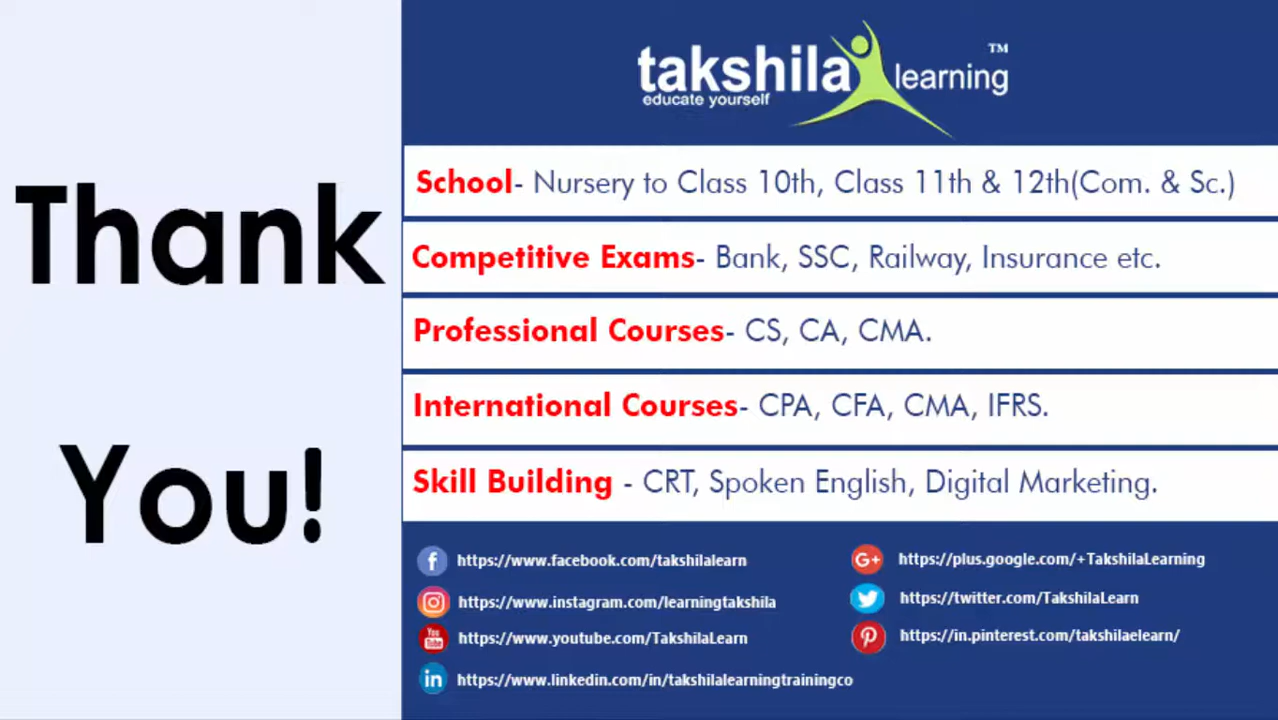 Thank
You!
takshila learning™
educate yourself
School- Nursery to Class 10th, Class 11th & 12th(Com. & Sc.)
Competitive Exams- Bank, SSC, Railway, Insurance etc.
Professional Courses- CS, CA, CMA.
International Courses- CPA, CFA, CMA, IFRS.
Skill Building - CRT, Spoken English, Digital Marketing.
f https://www.facebook.com/takshilalearn
https://www.instagram.com/learningtakshila
You Tube https://www.youtube.com/TakshilaLearn
in https://www.linkedin.com/in/takshilalearningtrainingco
G+ https://plus.google.com/+TakshilaLearning
https://twitter.com/TakshilaLearn
https://in.pinterest.com/takshilaelearn/